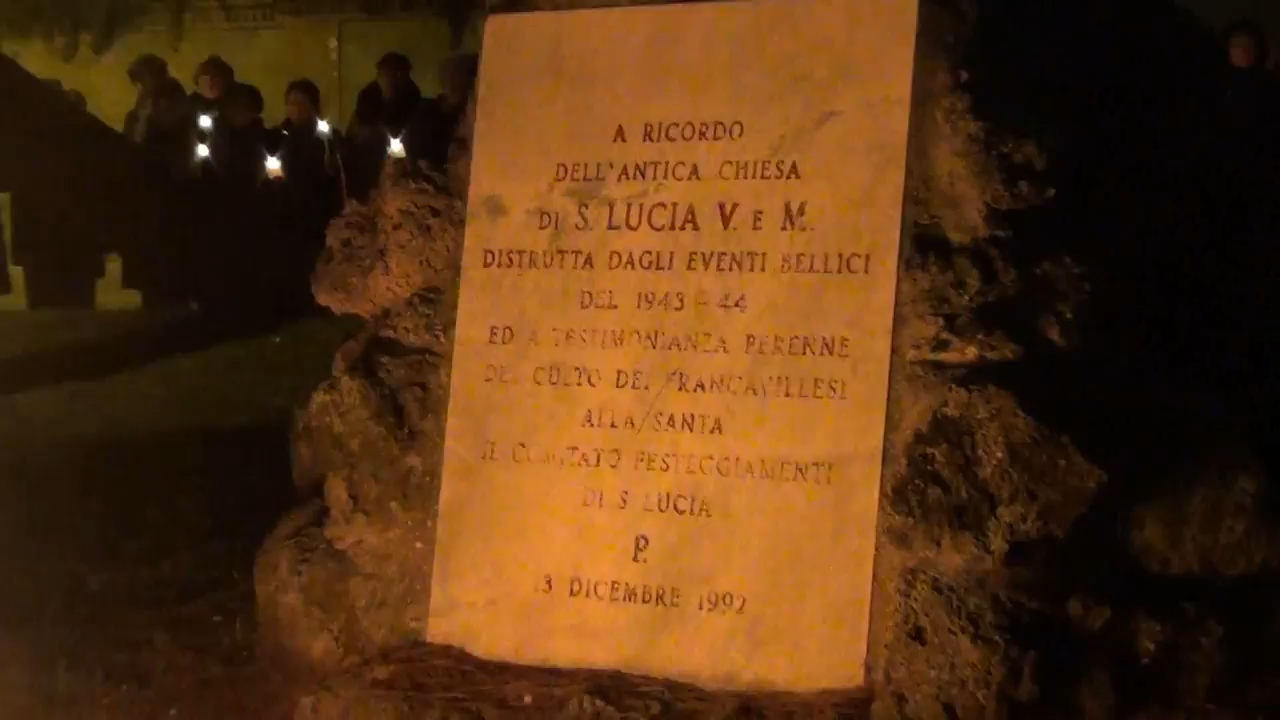 A RICORDO
DELL'ANTICA CHIESA
DI S. LUCIA V. E M.
DISTRUTTA DAGLI EVENTI BELLICI
DEL 1943-44
ED A TESTIMONIANZA PERENNE
DEL CULTO DEI FRANCAVILLESI
ALLA SANTA
IL COMITATO FESTEGGIAMENTI
DI S. LUCIA
P.
13 DICEMBRE 1992